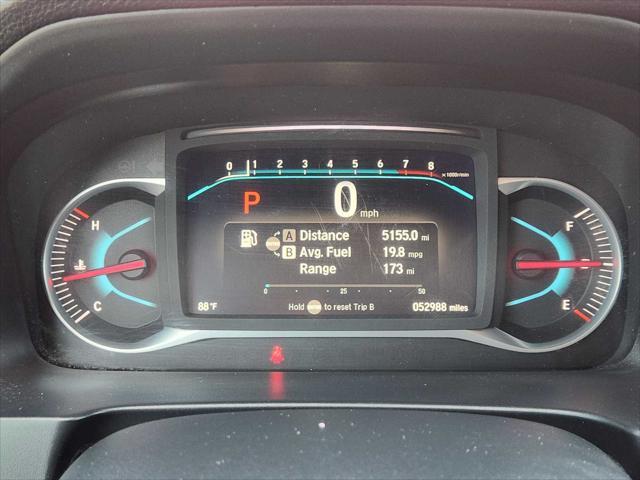 0 1 2 3 4 5 6 7 8 x1000r/min
P 0 mph
A Distance 5155.0 mi
B Avg. Fuel 19.8 mpg
Range 173 mi
0 25 50
88°F Hold to reset Trip B 052988 miles
H
C
F
E